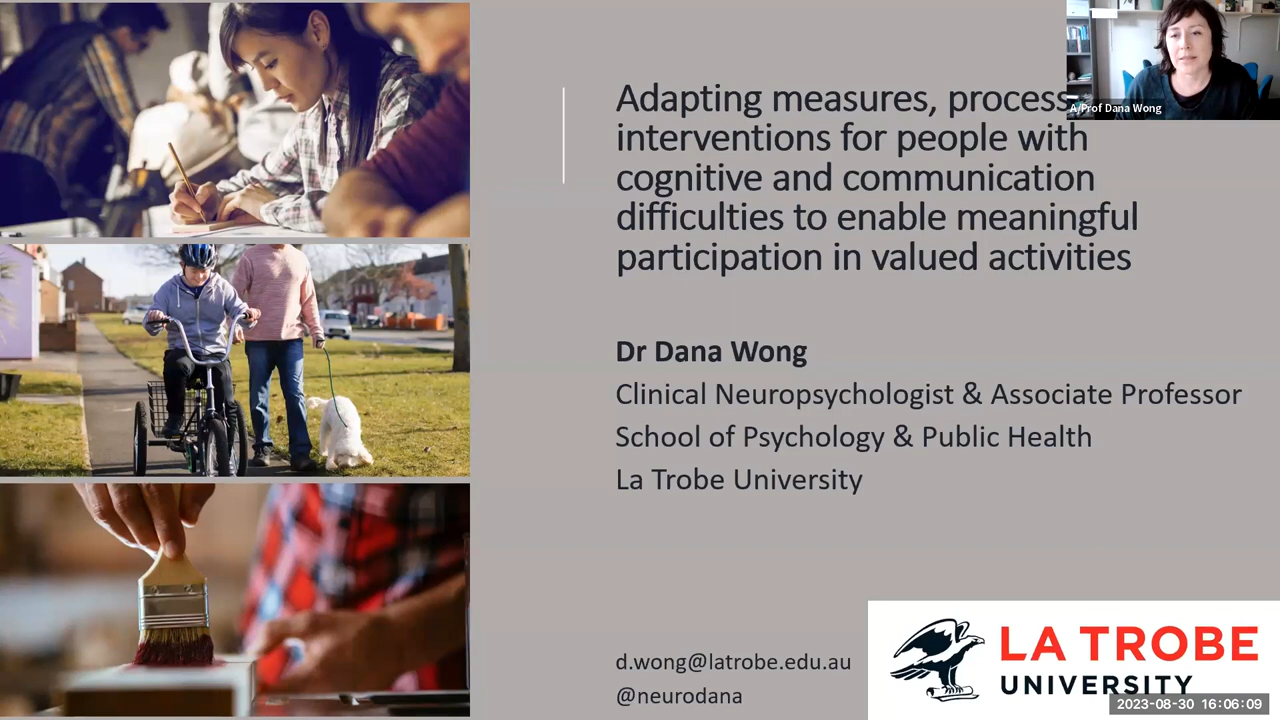 Adapting measures, process
interventions for people with
cognitive and communication
difficulties to enable meaningful
participation in valued activities
A/Prof Dana Wong
Dr Dana Wong
Clinical Neuropsychologist & Associate Professor
School of Psychology & Public Health
La Trobe University
d.wong@latrobe.edu.au
@neurodana
LA TROBE
UNIVERSITY
2023-08-30 16:06:09